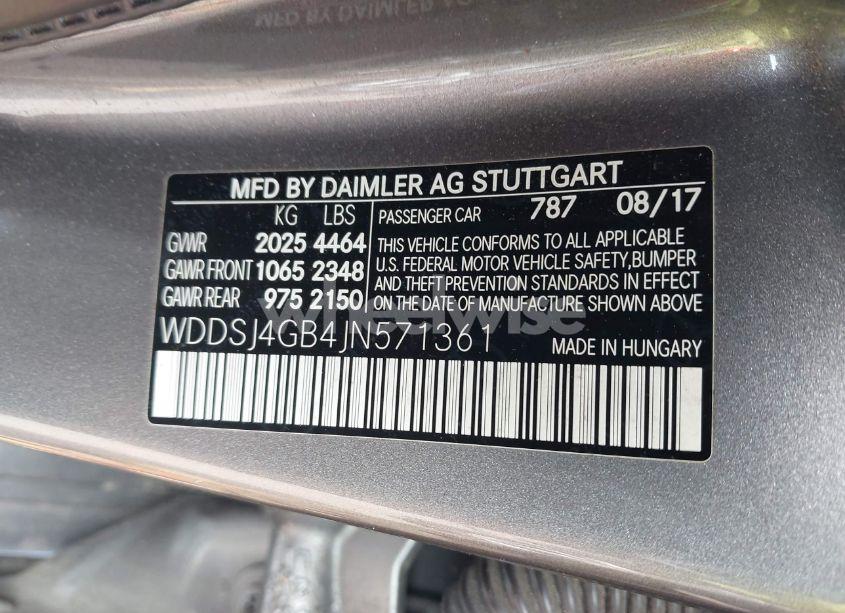 MFD BY DAIMLER AG STUTTGART
KG LBS
GVWR 2025 4464
GAWR FRONT 1065 2348
GAWR REAR 975 2150
PASSENGER CAR 787 08/17
THIS VEHICLE CONFORMS TO ALL APPLICABLE
U.S. FEDERAL MOTOR VEHICLE SAFETY,BUMPER
AND THEFT PREVENTION STANDARDS IN EFFECT
ON THE DATE OF MANUFACTURE SHOWN ABOVE
wheelwise
WDDSJ4GB4JN571361
MADE IN HUNGARY